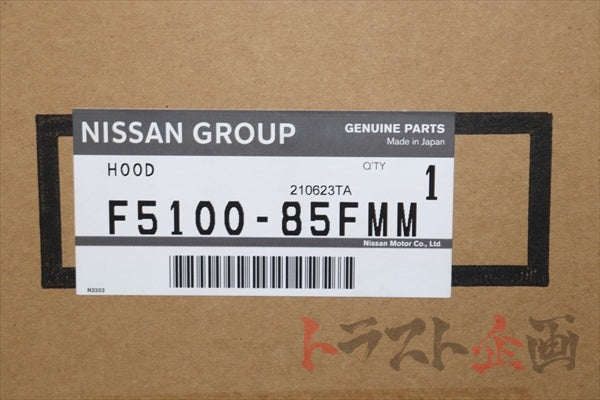 NISSAN GROUP
GENUINE PARTS
Made in Japan
HOOD
Q'TY 1
210623TA
F5100-85FMM
Nissan Motor Co., Ltd.
N2203
トラスト企画